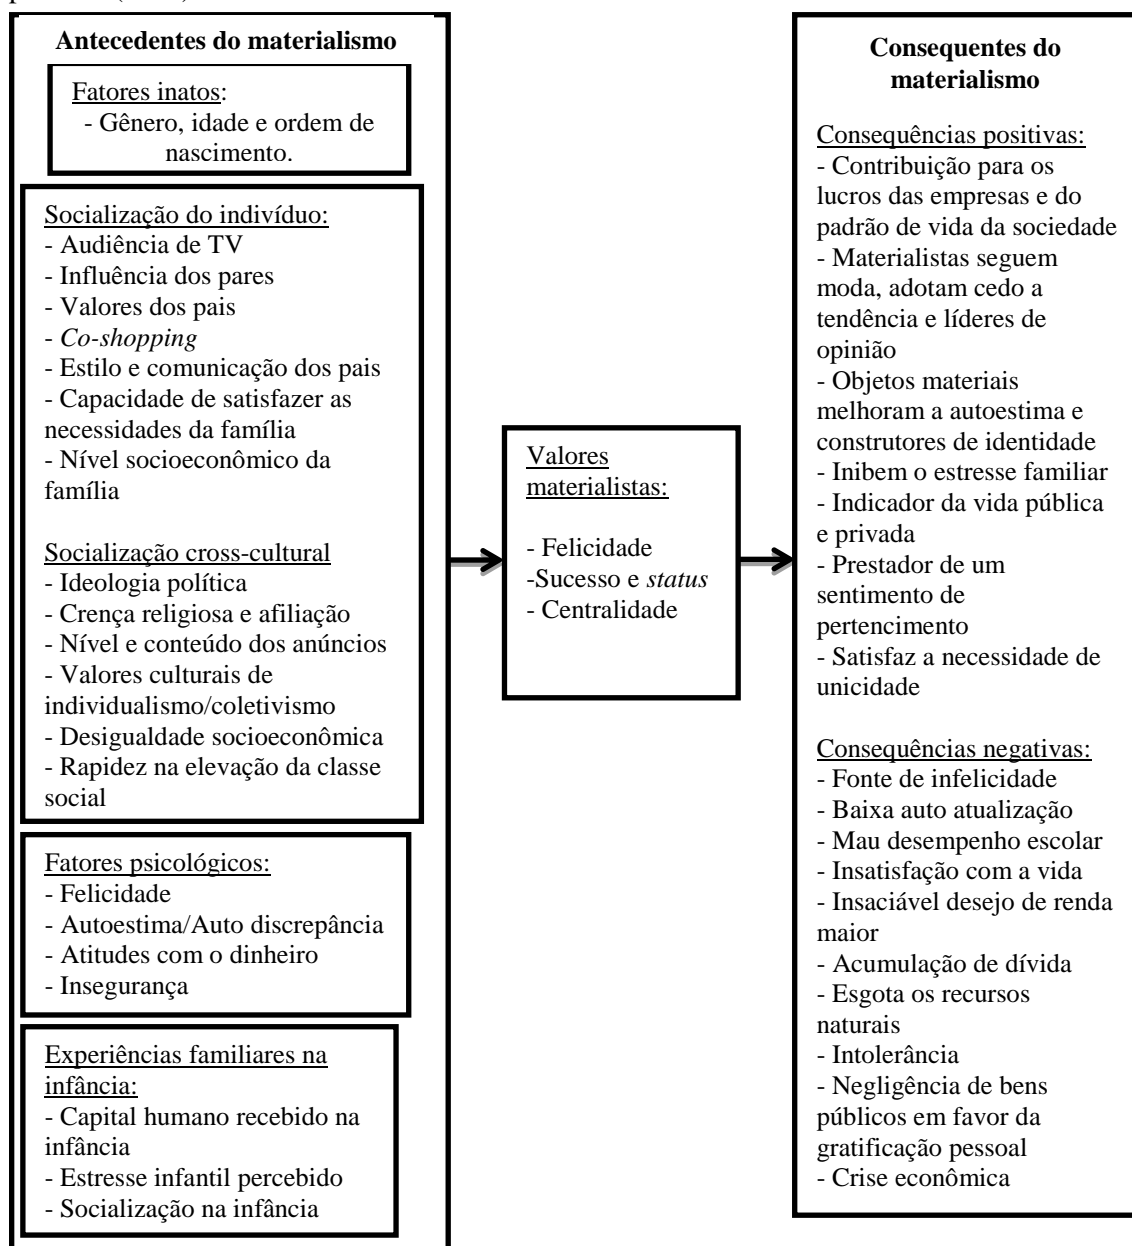 Antecedentes do materialismo
Fatores inatos:
- Gênero, idade e ordem de
nascimento.
Socialização do indivíduo:
- Audiência de TV
- Influência dos pares
- Valores dos pais
- Co-shopping
- Estilo e comunicação dos pais
- Capacidade de satisfazer as
necessidades da família
- Nível socioeconômico da
família
Socialização cross-cultural
- Ideologia política
- Crença religiosa e afiliação
- Nível e conteúdo dos anúncios
- Valores culturais de
individualismo/coletivismo
- Desigualdade socioeconômica
- Rapidez na elevação da classe
social
Fatores psicológicos:
- Felicidade
- Autoestima/Auto discrepância
- Atitudes com o dinheiro
- Insegurança
Experiências familiares na
infância:
- Capital humano recebido na
infância
- Estresse infantil percebido
- Socialização na infância
Valores
materialistas:
- Felicidade
-Sucesso e status
- Centralidade
Consequentes do
materialismo
Consequências positivas:
- Contribuição para os
lucros das empresas e do
padrão de vida da sociedade
- Materialistas seguem
moda, adotam cedo a
tendência e líderes de
opinião
- Objetos materiais
melhoram a autoestima e
construtores de identidade
- Inibem o estresse familiar
- Indicador da vida pública
e privada
- Prestador de um
sentimento de
pertencimento
- Satisfaz a necessidade de
unicidade
Consequências negativas:
- Fonte de infelicidade
- Baixa auto atualização
- Mau desempenho escolar
- Insatisfação com a vida
- Insaciável desejo de renda
maior
- Acumulação de dívida
- Esgota os recursos
naturais
- Intolerância
- Negligência de bens
públicos em favor da
gratificação pessoal
- Crise econômica